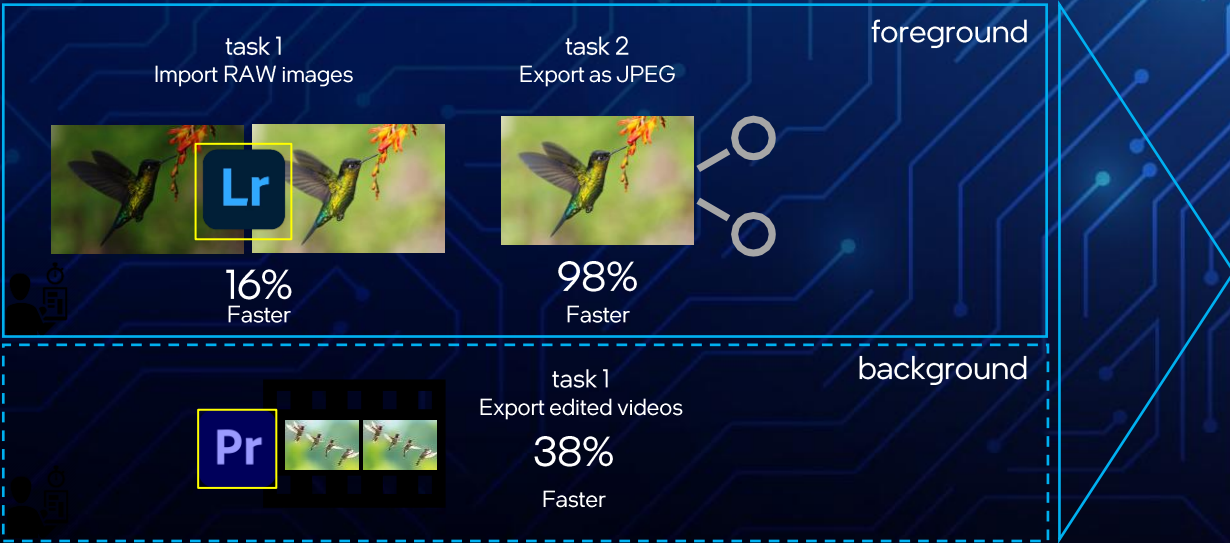 foreground
task 1
Import RAW images
Lr
16%
Faster
task 2
Export as JPEG
98%
Faster
background
Pr
task 1
Export edited videos
38%
Faster